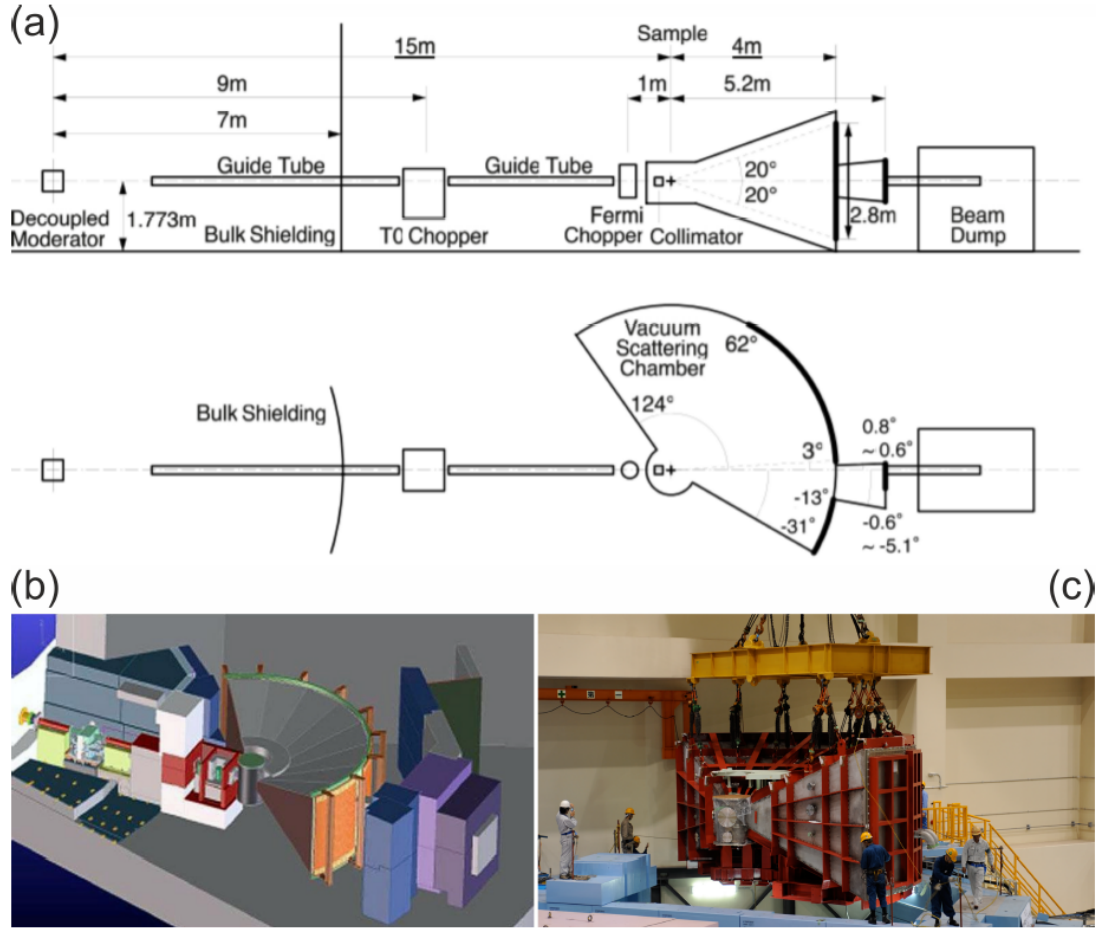 (a)
Sample
15m
4m
9m
1m
5.2m
7m
Guide Tube
Guide Tube
20°
20°
Decoupled
Moderator
1.773m
Bulk Shielding
T0 Chopper
Fermi
Chopper
Collimator
2.8m
Beam
Dump
Vacuum
Scattering
Chamber
62°
Bulk Shielding
124°
0.8°
~ 0.6°
3°
-13°
-31°
-0.6°
~ -5.1°
(b)
(c)